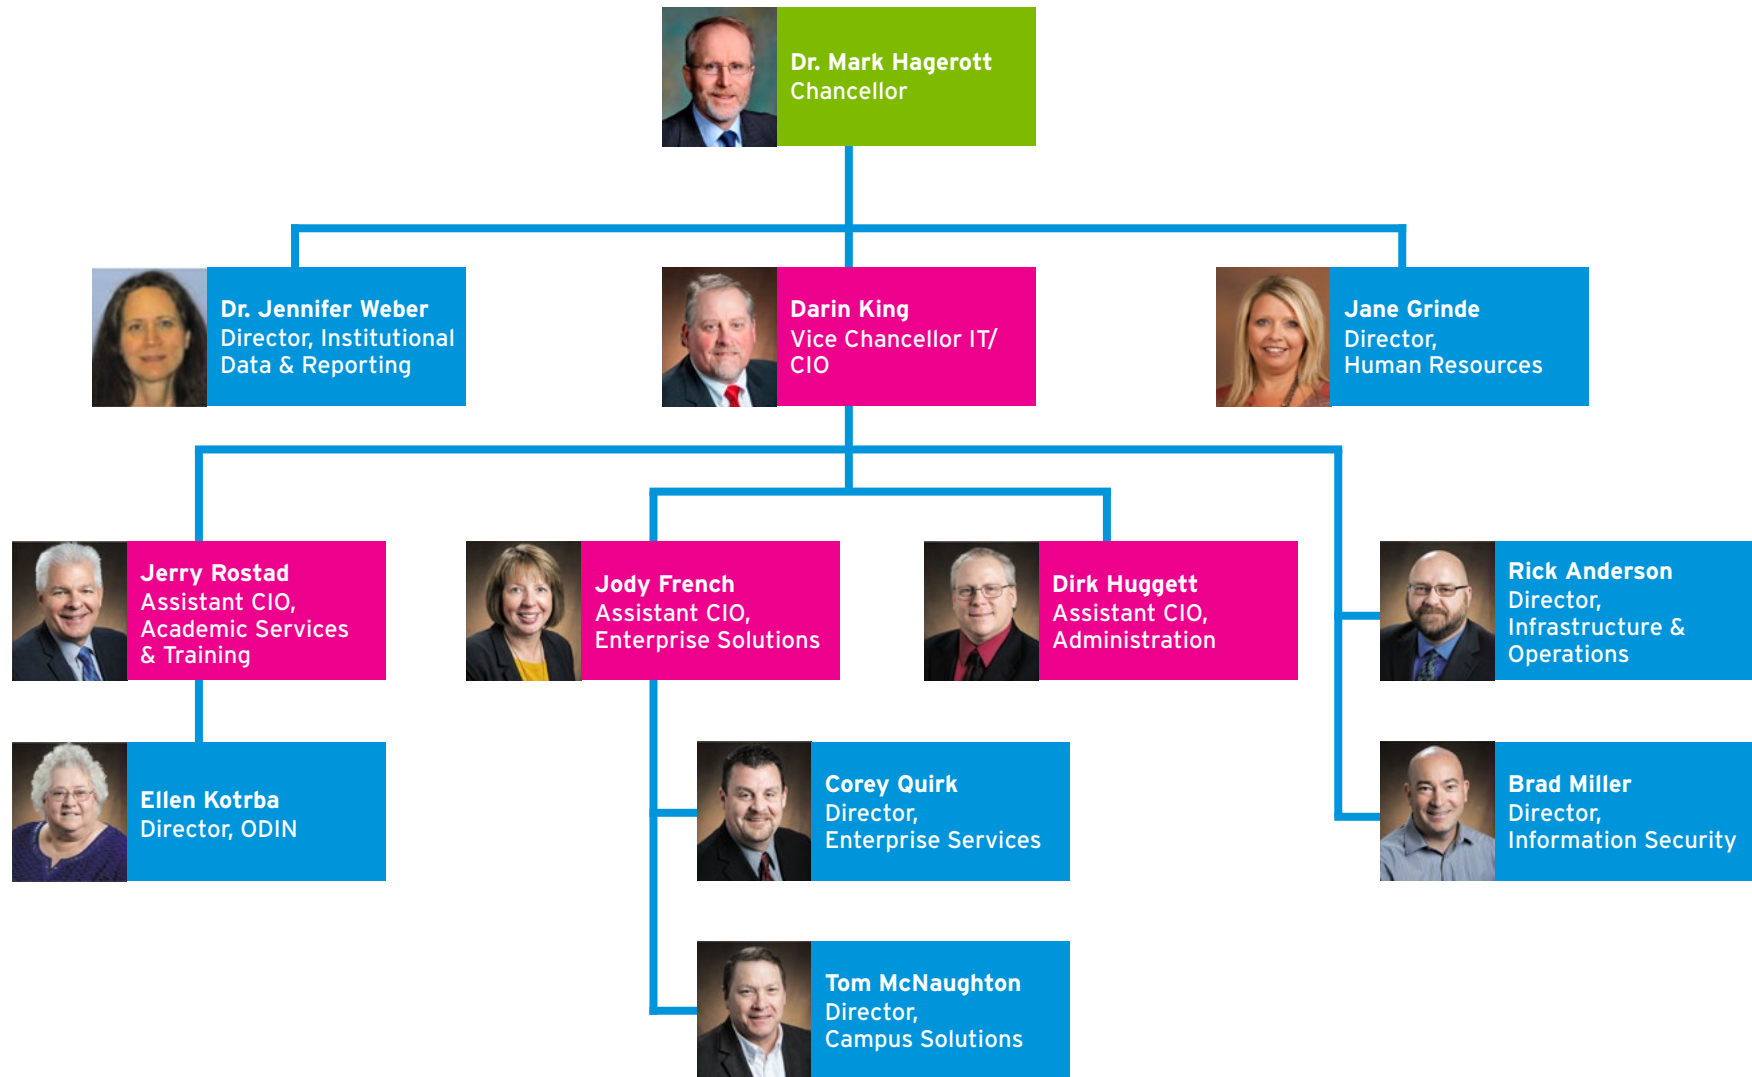 Dr. Mark Hagerott
Chancellor
Dr. Jennifer Weber
Director, Institutional
Data & Reporting
Darin King
Vice Chancellor IT/
CIO
Jane Grinde
Director,
Human Resources
Jerry Rostad
Assistant CIO,
Academic Services
& Training
Jody French
Assistant CIO,
Enterprise Solutions
Dirk Huggett
Assistant CIO,
Administration
Rick Anderson
Director,
Infrastructure &
Operations
Ellen Kotrba
Director, ODIN
Corey Quirk
Director,
Enterprise Services
Brad Miller
Director,
Information Security
Tom McNaughton
Director,
Campus Solutions